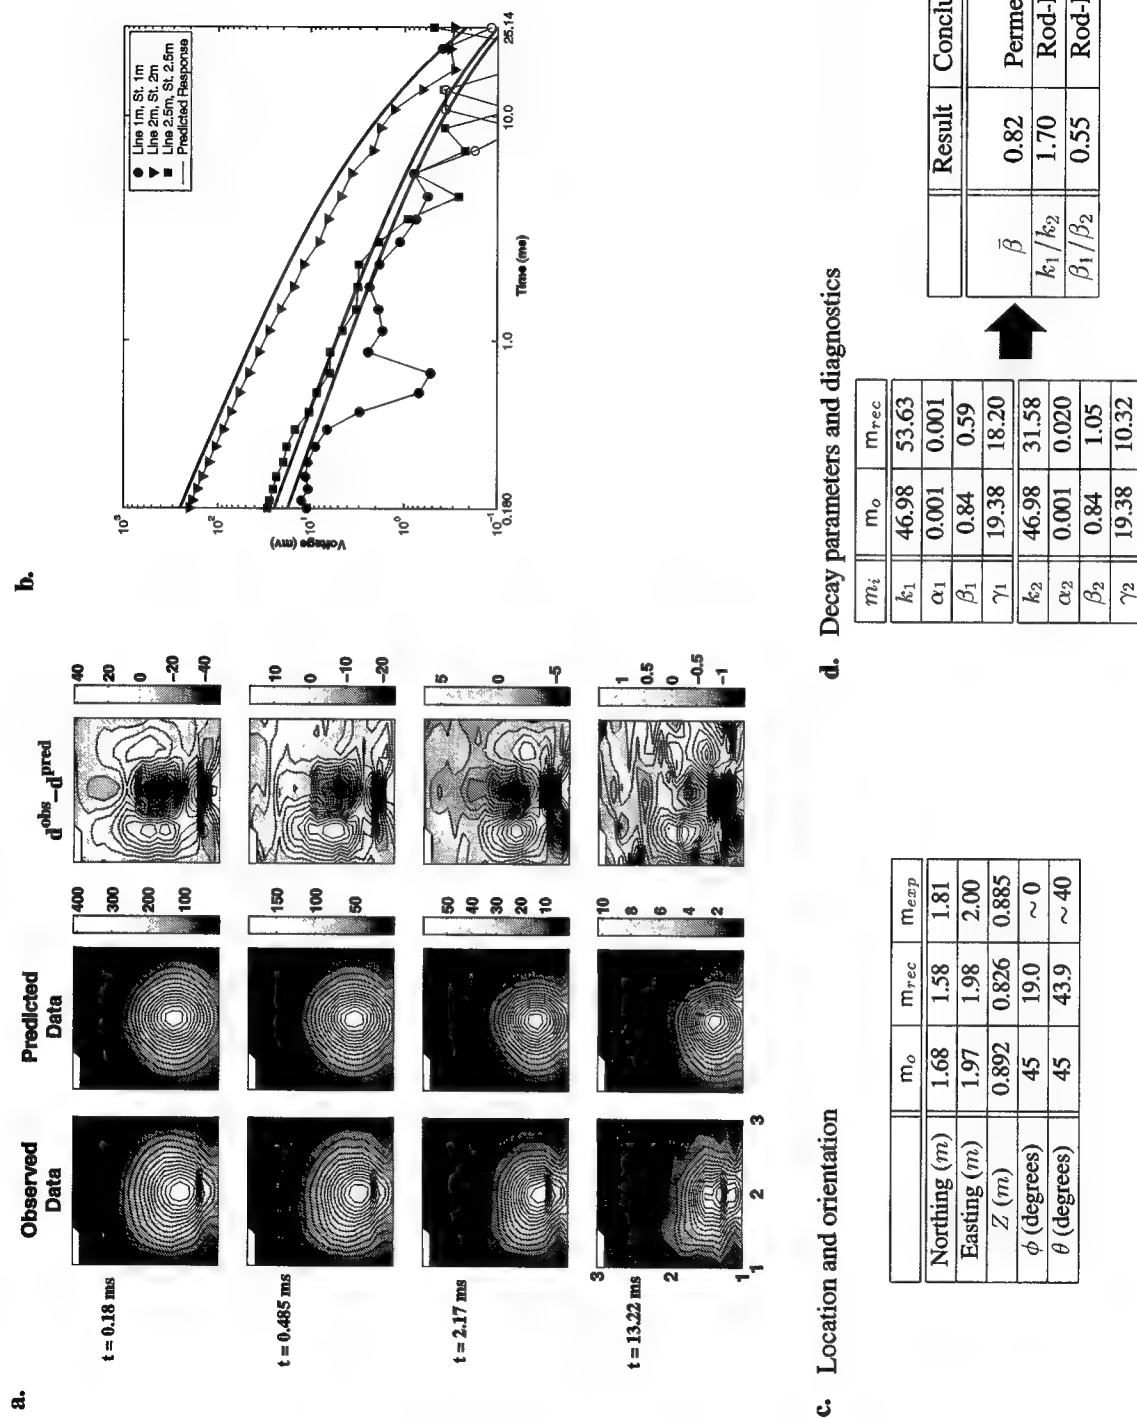 a.
Observed Data
Predicted Data
d^obs–d^pred
t = 0.18 ms
400
300
200
100
40
20
0
−20
−40
t = 0.485 ms
150
100
50
10
0
−10
−20
t = 2.17 ms
50
40
30
20
10
5
0
−5
t = 13.22 ms
3
2
1
1
2
3
10
8
6
4
2
1
0.5
0
−0.5
−1
b.
Line 1m, St. 1m
Line 2m, St. 2m
Line 2.5m, St. 2.5m
Predicted Response
Voltage (mv)
10^3
10^2
10^1
10^0
10^-1
0.180
1.0
10.0
25.14
Time (ms)
c. Location and orientation
m_o m_rec m_exp
Northing (m) 1.68 1.58 1.81
Easting (m) 1.97 1.98 2.00
Z (m) 0.892 0.826 0.885
ϕ (degrees) 45 19.0 ~ 0
θ (degrees) 45 43.9 ~ 40
d. Decay parameters and diagnostics
m_i m_o m_rec
k_1 46.98 53.63
α_1 0.001 0.001
β_1 0.84 0.59
γ_1 19.38 18.20
k_2 46.98 31.58
α_2 0.001 0.020
β_2 0.84 1.05
γ_2 19.38 10.32
Result
β̄ 0.82
k_1/k_2 1.70
β_1/β_2 0.55